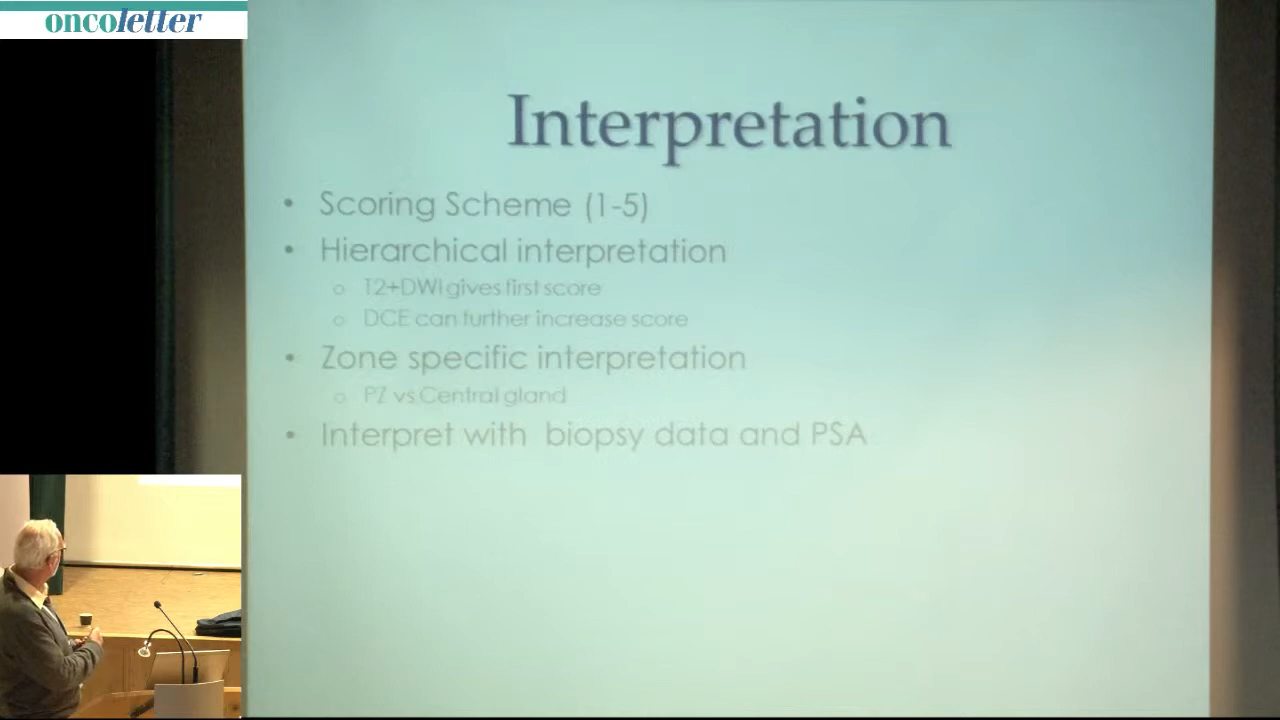 oncoletter
Interpretation
• Scoring Scheme (1-5)
• Hierarchical interpretation
o T2+DWI gives first score
o DCE can further increase score
• Zone specific interpretation
o PZ vs Central gland
• Interpret with biopsy data and PSA